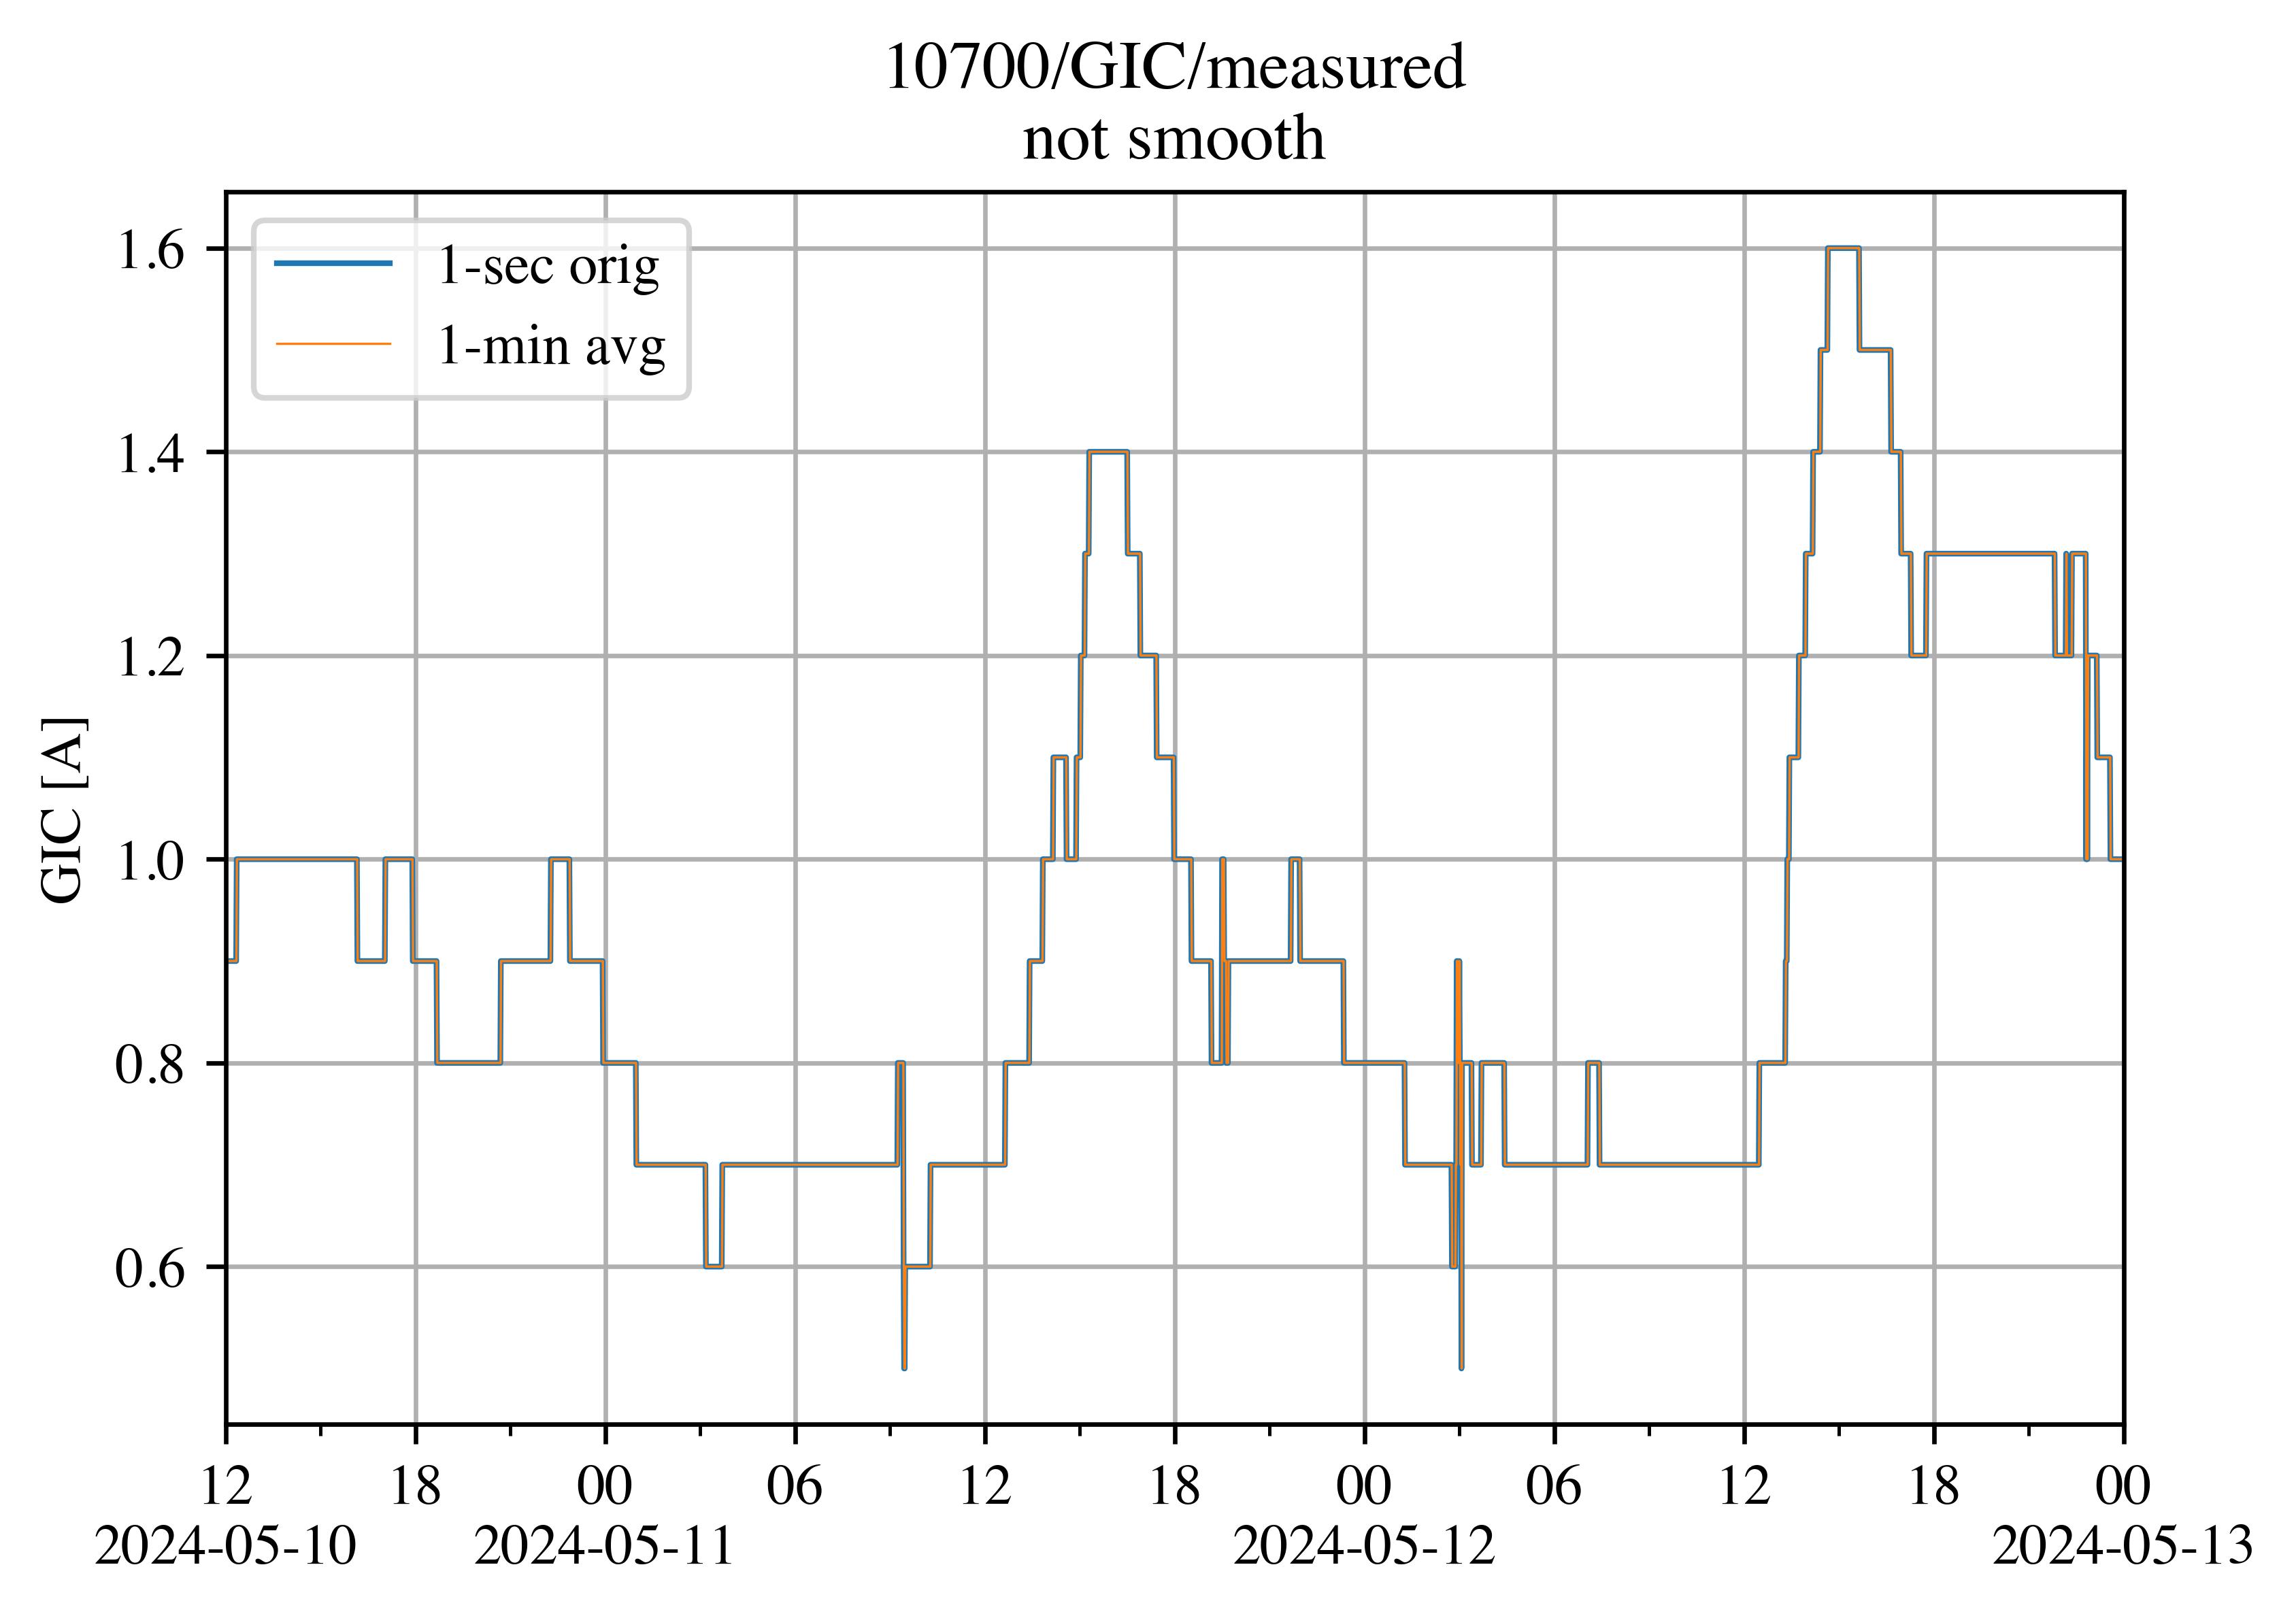 10700/GIC/measured
not smooth
1-sec orig
1-min avg
GIC [A]
1.6
1.4
1.2
1.0
0.8
0.6
12 18 00 06 12 18 00 06 12 18 00
2024-05-10 2024-05-11 2024-05-12 2024-05-13